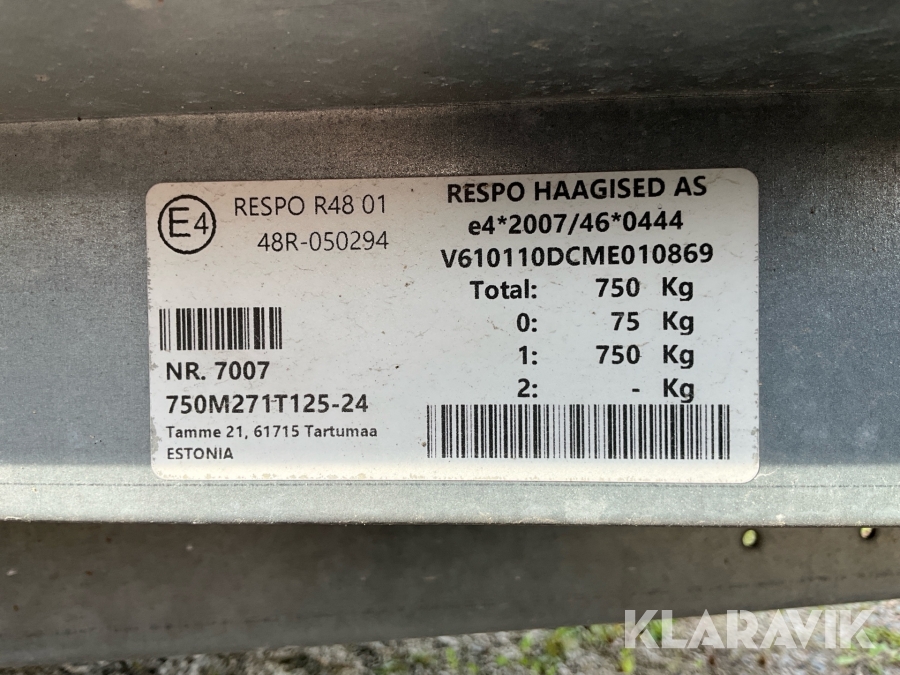 E4
RESPO R48 01
48R-050294
NR. 7007
750M271T125-24
Tamme 21, 61715 Tartumaa
ESTONIA
RESPO HAAGISED AS
e4*2007/46*0444
V610110DCME010869
Total: 750 Kg
0: 75 Kg
1: 750 Kg
2: - Kg
KLARAVIK